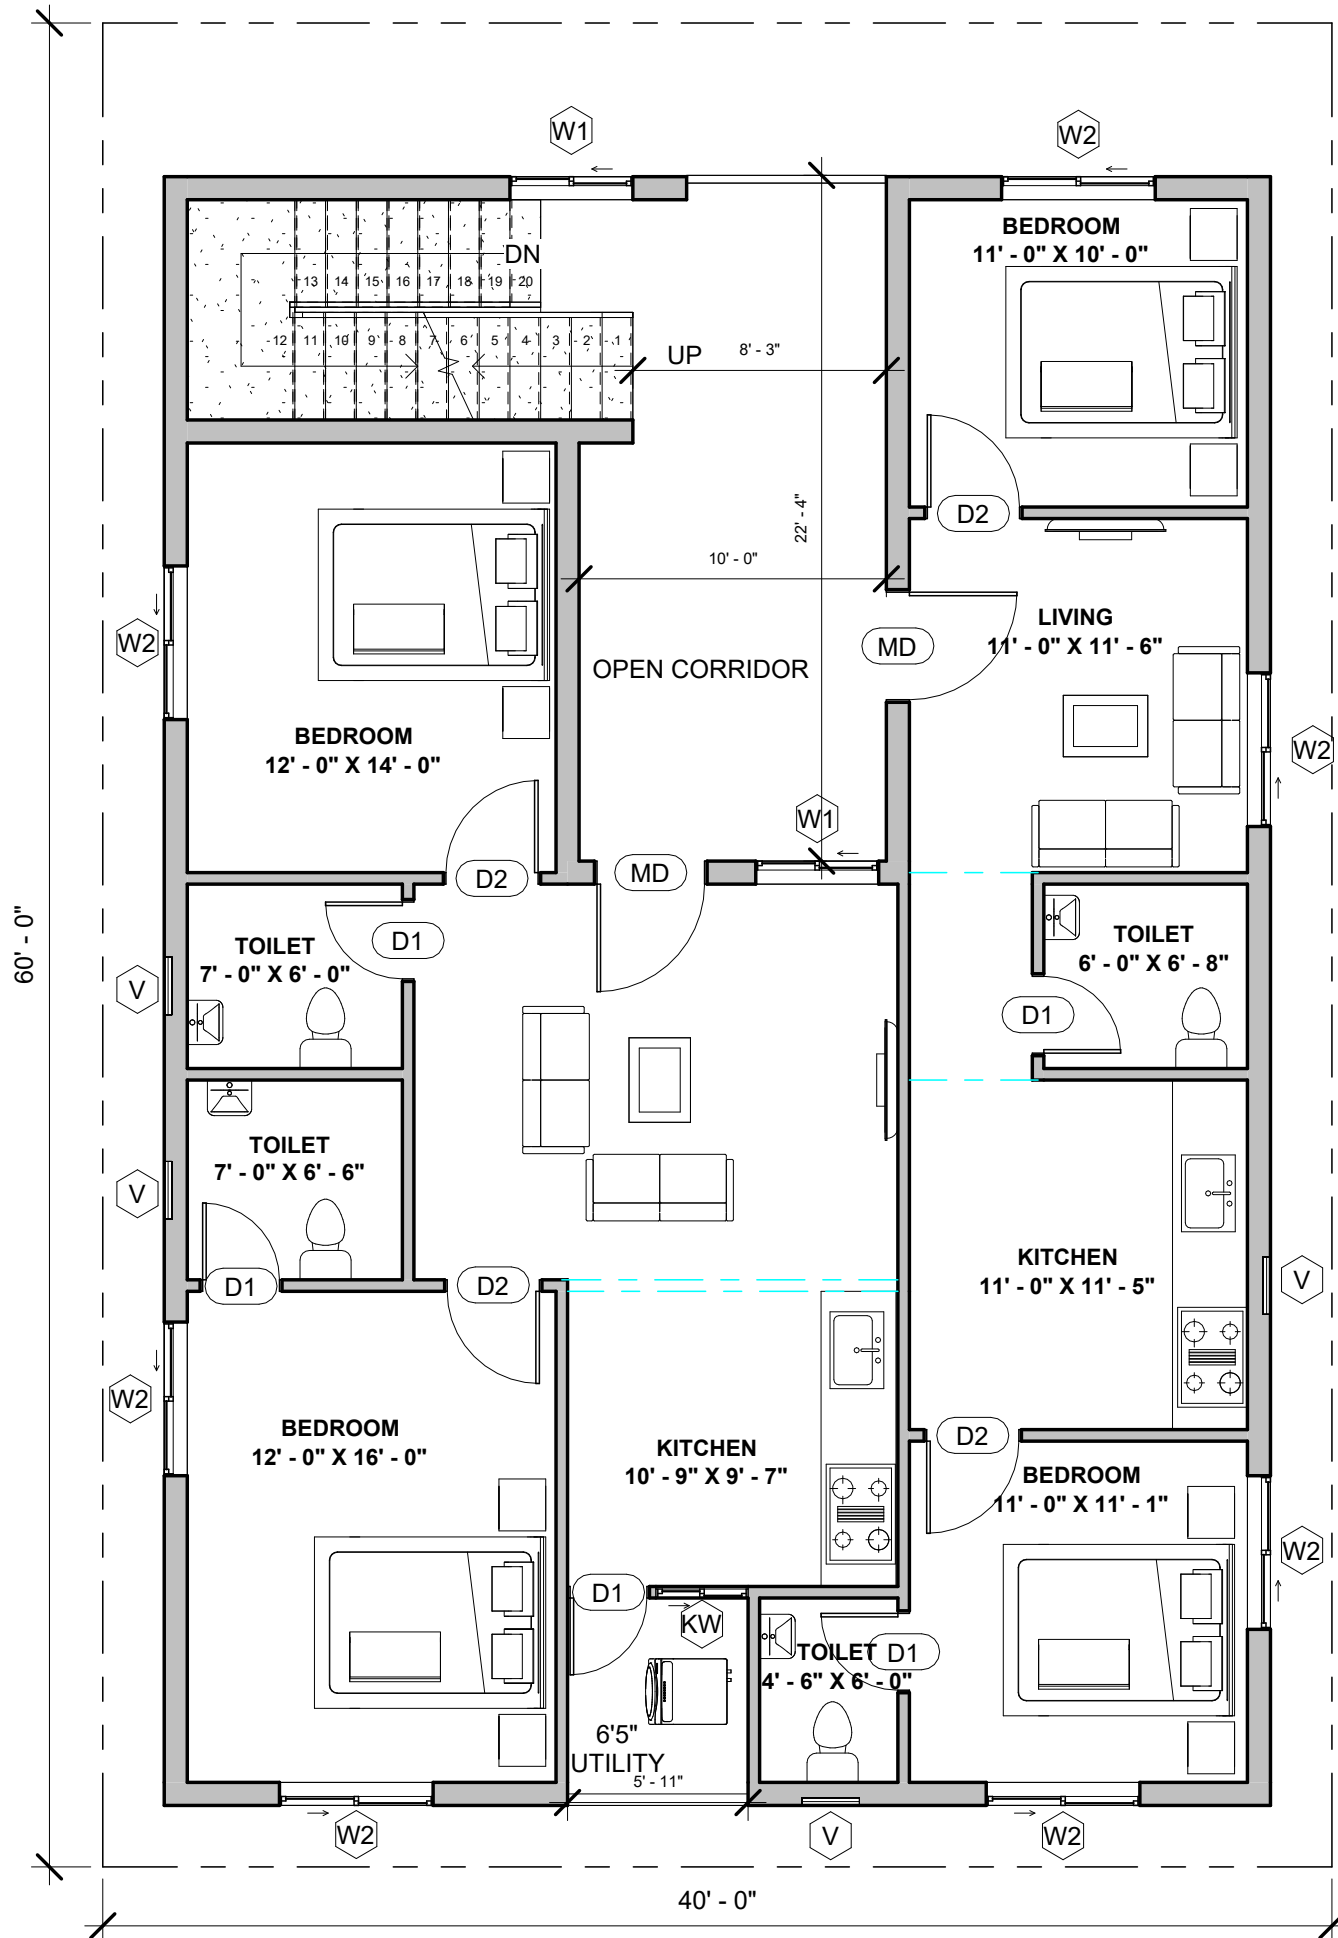 W1
W2
BEDROOM
11' - 0" X 10' - 0"
DN
13 14 15 16 17 18 19 20
12 11 10 9 8 7 6 5 4 3 2 1
UP
8' - 3"
D2
22' - 4"
10' - 0"
LIVING
11' - 0" X 11' - 6"
W2
MD
OPEN CORRIDOR
BEDROOM
12' - 0" X 14' - 0"
W2
W1
D2
MD
60' - 0"
TOILET
7' - 0" X 6' - 0"
D1
TOILET
6' - 0" X 6' - 8"
V
D1
TOILET
7' - 0" X 6' - 6"
V
D1
D2
KITCHEN
11' - 0" X 11' - 5"
V
W2
BEDROOM
12' - 0" X 16' - 0"
KITCHEN
10' - 9" X 9' - 7"
D2
BEDROOM
11' - 0" X 11' - 1"
W2
D1
KW
TOILET
4' - 6" X 6' - 0"
D1
6'5"
UTILITY
5' - 11"
W2
V
W2
40' - 0"